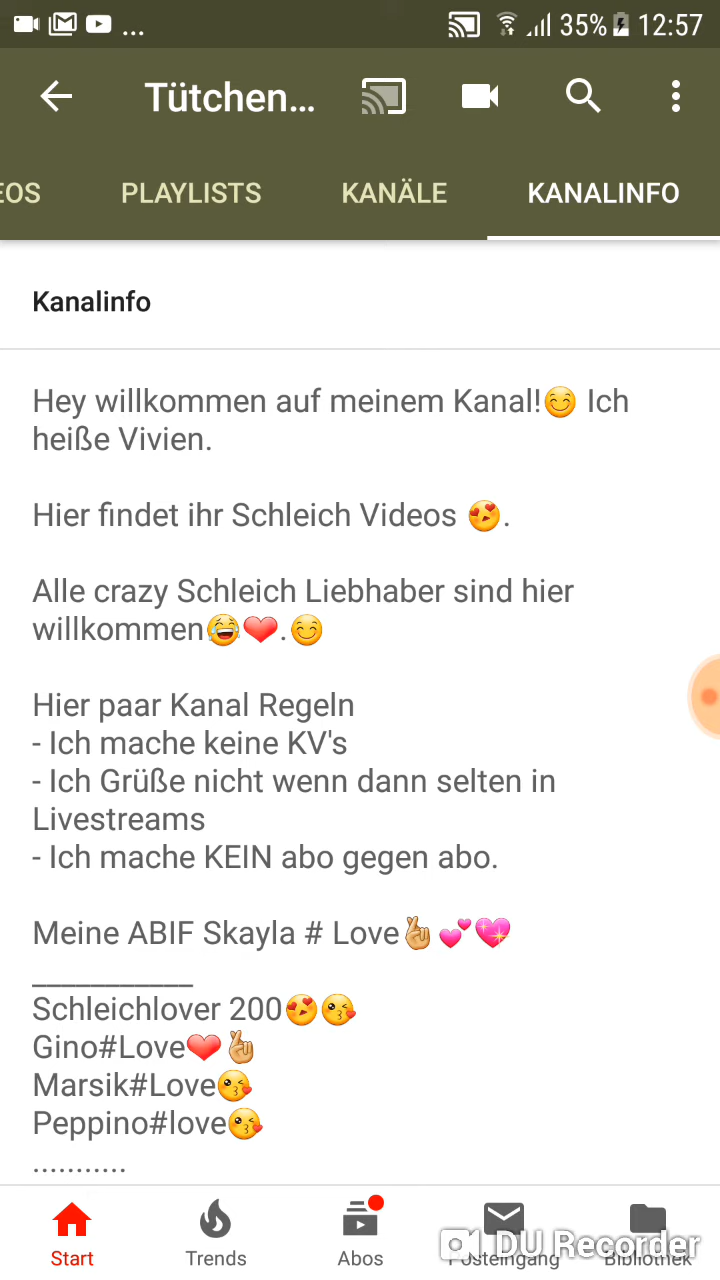 ... 35% 12:57
Tütchen...
EOS PLAYLISTS KANÄLE KANALINFO
Kanalinfo
Hey willkommen auf meinem Kanal!😊 Ich
heiße Vivien.
Hier findet ihr Schleich Videos 😍.
Alle crazy Schleich Liebhaber sind hier
willkommen😂❤.😊
Hier paar Kanal Regeln
- Ich mache keine KV's
- Ich Grüße nicht wenn dann selten in
Livestreams
- Ich mache KEIN abo gegen abo.
Meine ABIF Skayla # Love🤞💕💖
___________
Schleichlover 200😍😘
Gino#Love❤🤞
Marsik#Love😘
Peppino#love😘
...........
Start Trends Abos Posteingang Bibliothek
DU Recorder